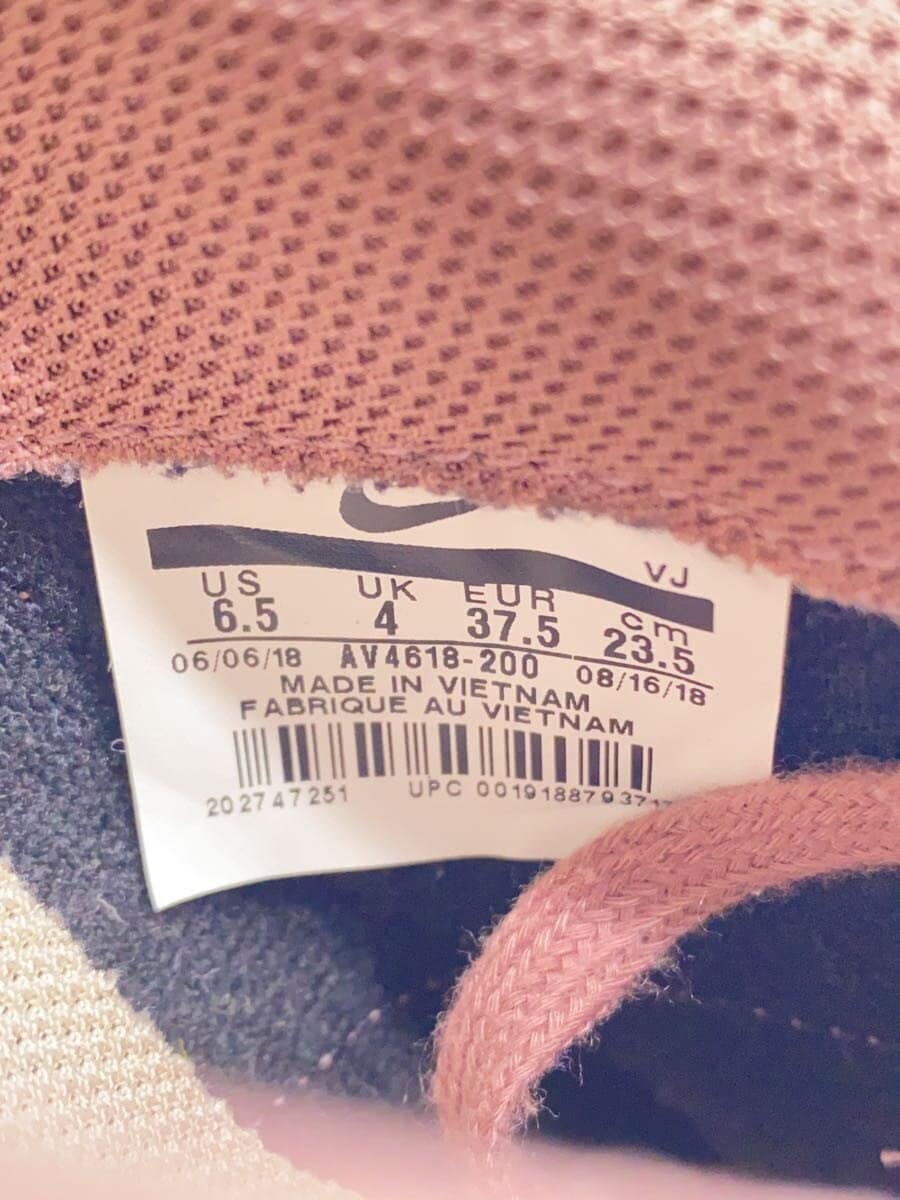 VJ
US UK EUR cm
6.5 4 37.5 23.5
06/06/18 AV4618-200 08/16/18
MADE IN VIETNAM
FABRIQUE AU VIETNAM
202747251 UPC 00191887937